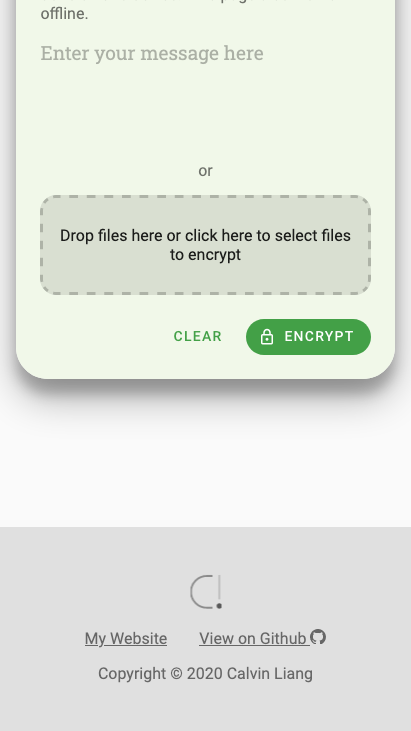 offline.
Enter your message here
or
Drop files here or click here to select files
to encrypt
CLEAR ENCRYPT
My Website View on Github
Copyright © 2020 Calvin Liang